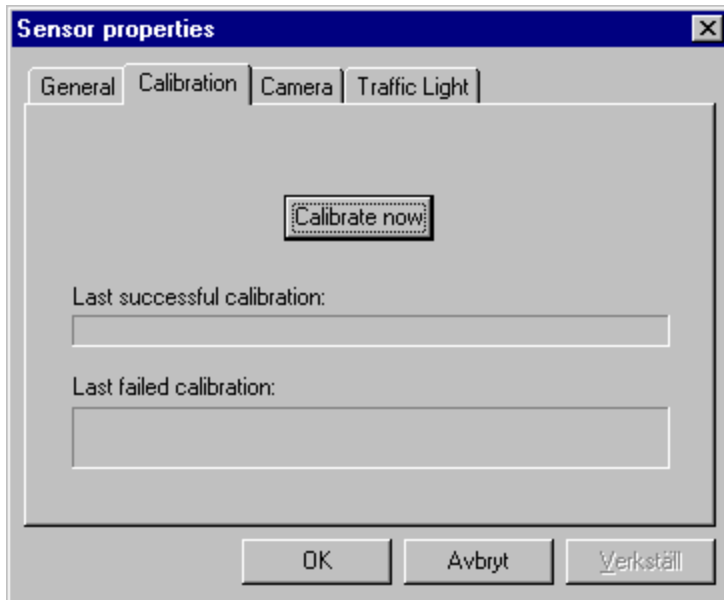 Sensor properties
General Calibration Camera Traffic Light
Calibrate now
Last successful calibration:
Last failed calibration:
OK Avbryt Verkställ